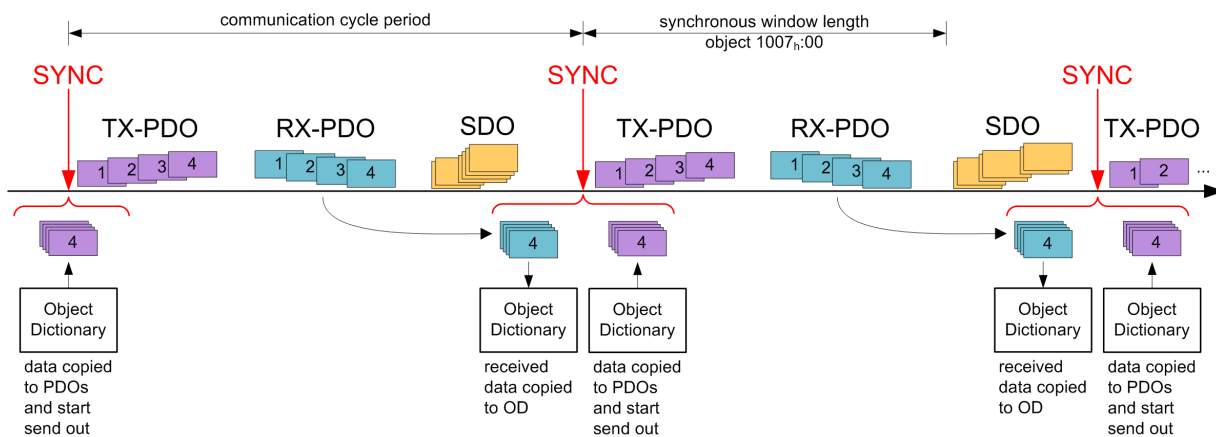 communication cycle period
synchronous window length
object 1007h:00
SYNC
SYNC
SYNC
TX-PDO
RX-PDO
SDO
TX-PDO
RX-PDO
SDO
TX-PDO
1 2 3 4
1 2 3 4
1 2 3 4
1 2 3 4
1 2 ...
4
4
4
4
4
Object
Dictionary
data copied
to PDOs
and start
send out
Object
Dictionary
received
data copied
to OD
Object
Dictionary
data copied
to PDOs
and start
send out
Object
Dictionary
received
data copied
to OD
Object
Dictionary
data copied
to PDOs
and start
send out